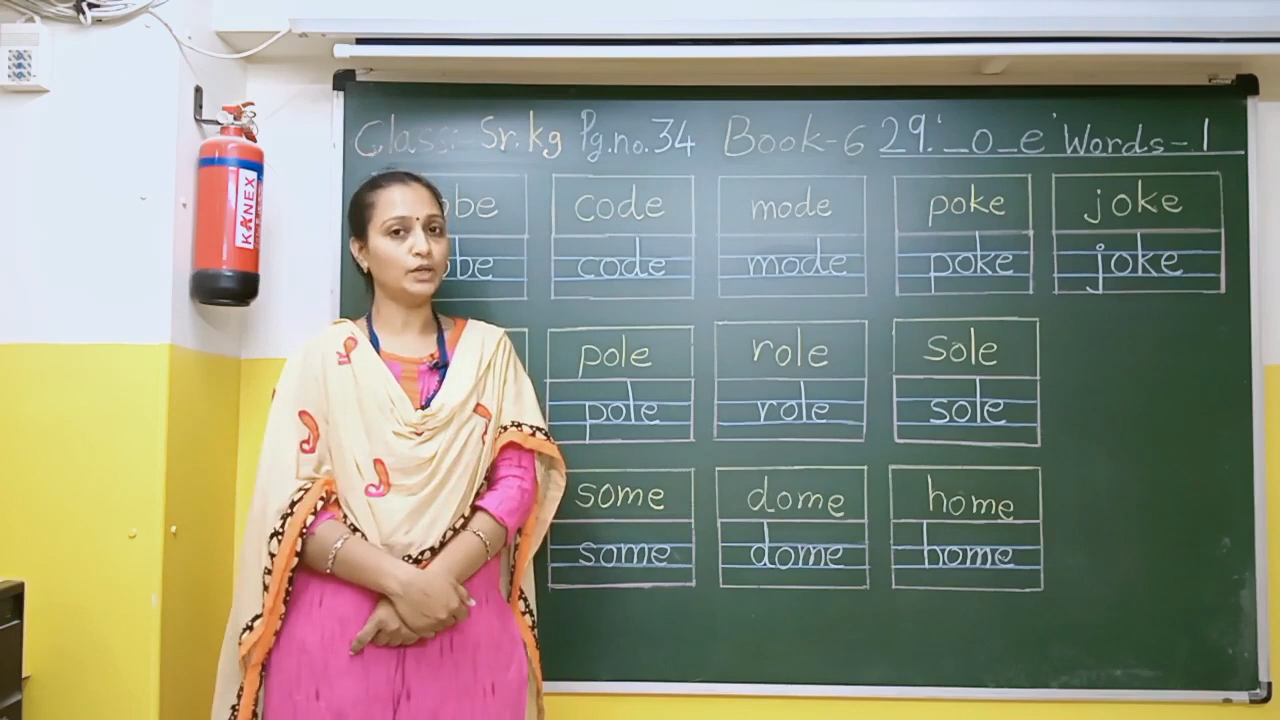 Class:- Sr.kg Pg.no.34 Book-6 29.'_o_e' Words-1
code mode poke joke
code mode poke joke
pole role sole
pole role sole
some dome home
some dome home
KANEX